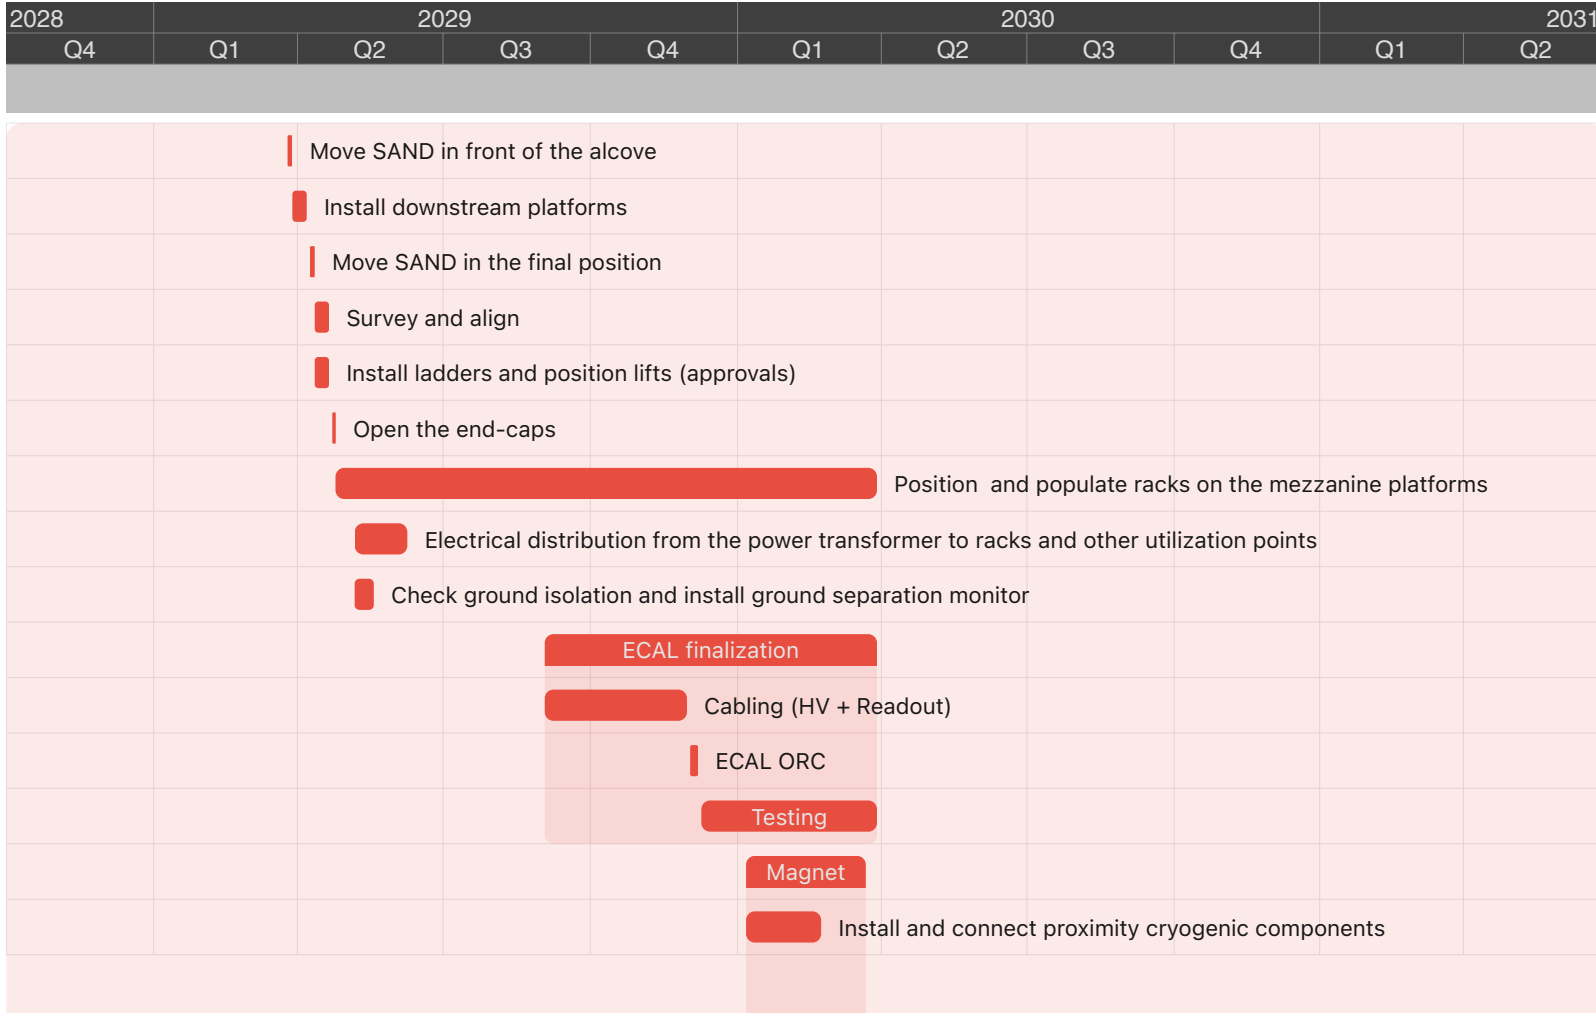 2028 2029 2030 2031
Q4 Q1 Q2 Q3 Q4 Q1 Q2 Q3 Q4 Q1 Q2
Move SAND in front of the alcove
Install downstream platforms
Move SAND in the final position
Survey and align
Install ladders and position lifts (approvals)
Open the end-caps
Position and populate racks on the mezzanine platforms
Electrical distribution from the power transformer to racks and other utilization points
Check ground isolation and install ground separation monitor
ECAL finalization
Cabling (HV + Readout)
ECAL ORC
Testing
Magnet
Install and connect proximity cryogenic components